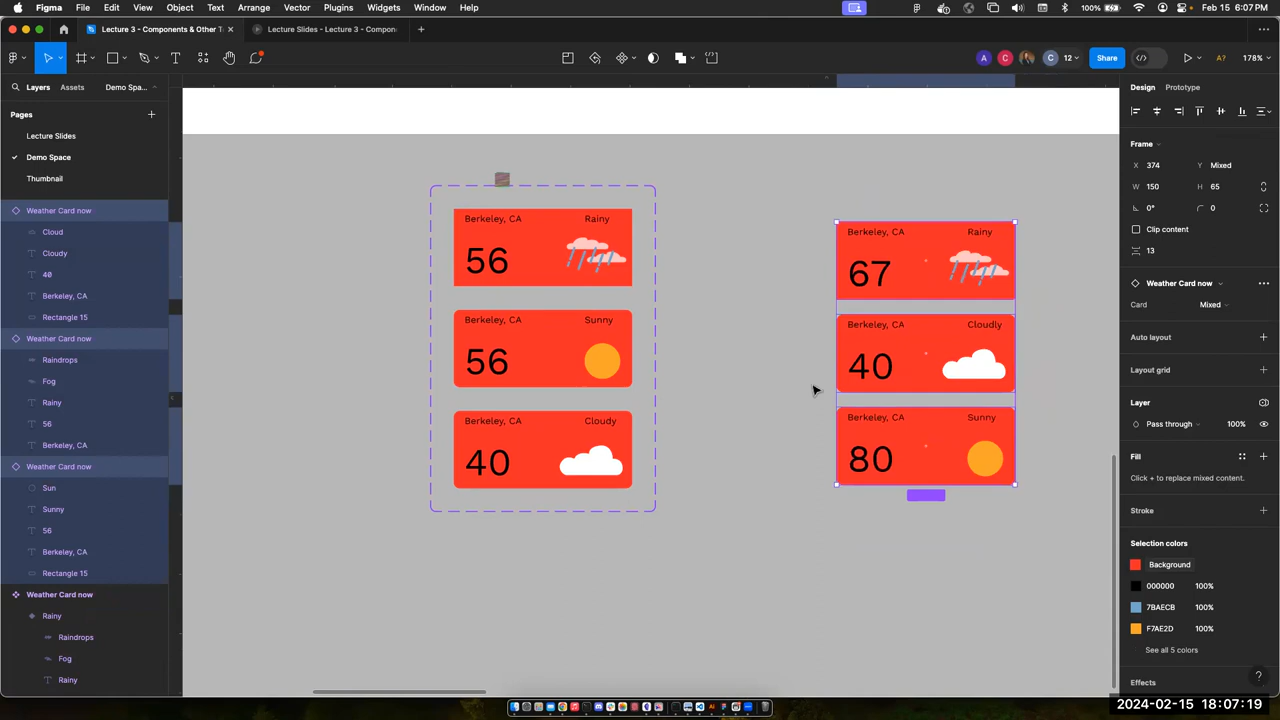 Figma File Edit View Object Text Arrange Vector Plugins Widgets Window Help 100% Feb 15 6:07 PM
Lecture 3 - Components & Other T
Lecture Slides - Lecture 3 - Compon
A C C 12 Share A? 178%
Layers Assets Demo Spa...
Pages
Lecture Slides
Demo Space
Thumbnail
Weather Card now
Cloud
Cloudy
40
Berkeley, CA
Rectangle 15
Weather Card now
Raindrops
Fog
Rainy
56
Berkeley, CA
Weather Card now
Sun
Sunny
56
Berkeley, CA
Rectangle 15
Weather Card now
Rainy
Raindrops
Fog
Rainy
Berkeley, CA Rainy
56
Berkeley, CA Sunny
56
Berkeley, CA Cloudy
40
Berkeley, CA Rainy
67
Berkeley, CA Cloudly
40
Berkeley, CA Sunny
80
Design Prototype
Frame
X 374 Y Mixed
W 150 H 65
0° 0
Clip content
13
Weather Card now
Card Mixed
Auto layout
Layout grid
Layer
Pass through 100%
Fill
Click + to replace mixed content.
Stroke
Selection colors
Background
000000 100%
7BAECB 100%
F7AE2D 100%
See all 5 colors
Effects
?
2024-02-15 18:07:19